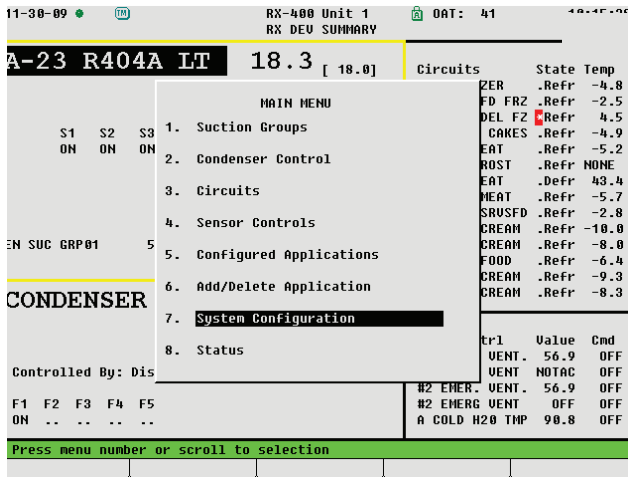 11-30-09 TM RX-400 Unit 1 OAT: 41
RX DEV SUMMARY
A-23 R404A LT 18.3 [ 18.0]
Circuits State Temp
ZER .Refr -4.8
FD FRZ .Refr -2.5
DEL FZ *Refr 4.5
CAKES .Refr -4.9
EAT .Refr -5.2
ROST .Refr NONE
EAT .Defr 43.4
MEAT .Refr -5.7
SRVSFD .Refr -2.8
CREAM .Refr -10.0
CREAM .Refr -8.0
FOOD .Refr -6.4
CREAM .Refr -9.3
CREAM .Refr -8.3
S1 S2 S3
ON ON ON
EN SUC GRP01 5
MAIN MENU
1. Suction Groups
2. Condenser Control
3. Circuits
4. Sensor Controls
5. Configured Applications
6. Add/Delete Application
7. System Configuration
8. Status
CONDENSER
Controlled By: Dis
F1 F2 F3 F4 F5
ON .. .. .. ..
trl Value Cmd
VENT. 56.9 OFF
VENT NOTAC OFF
#2 EMER. VENT. 56.9 OFF
#2 EMERG VENT OFF OFF
A COLD H20 TMP 90.8 OFF
Press menu number or scroll to selection